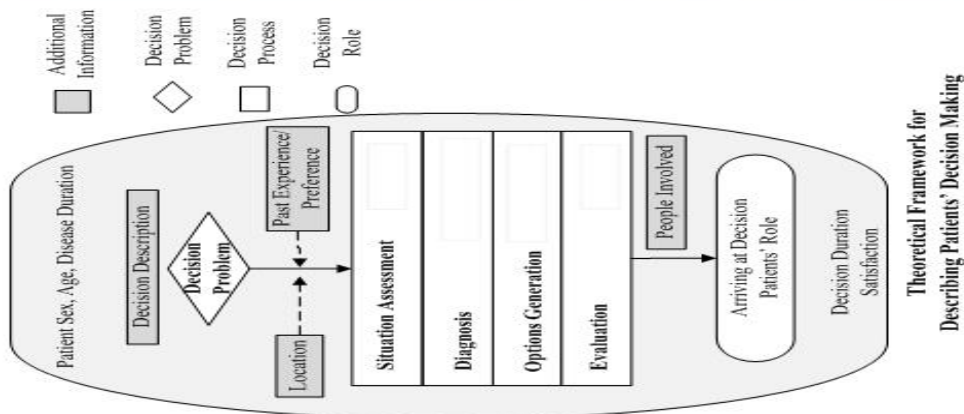 Additional
Information
Decision
Problem
Decision
Process
Decision
Role
Patient Sex, Age, Disease Duration
Decision Description
Decision
Problem
Location
Past Experience/
Preference
Situation Assessment
Diagnosis
Options Generation
Evaluation
People Involved
Arriving at Decision
Patients' Role
Decision Duration
Satisfaction
Theoretical Framework for
Describing Patients' Decision Making